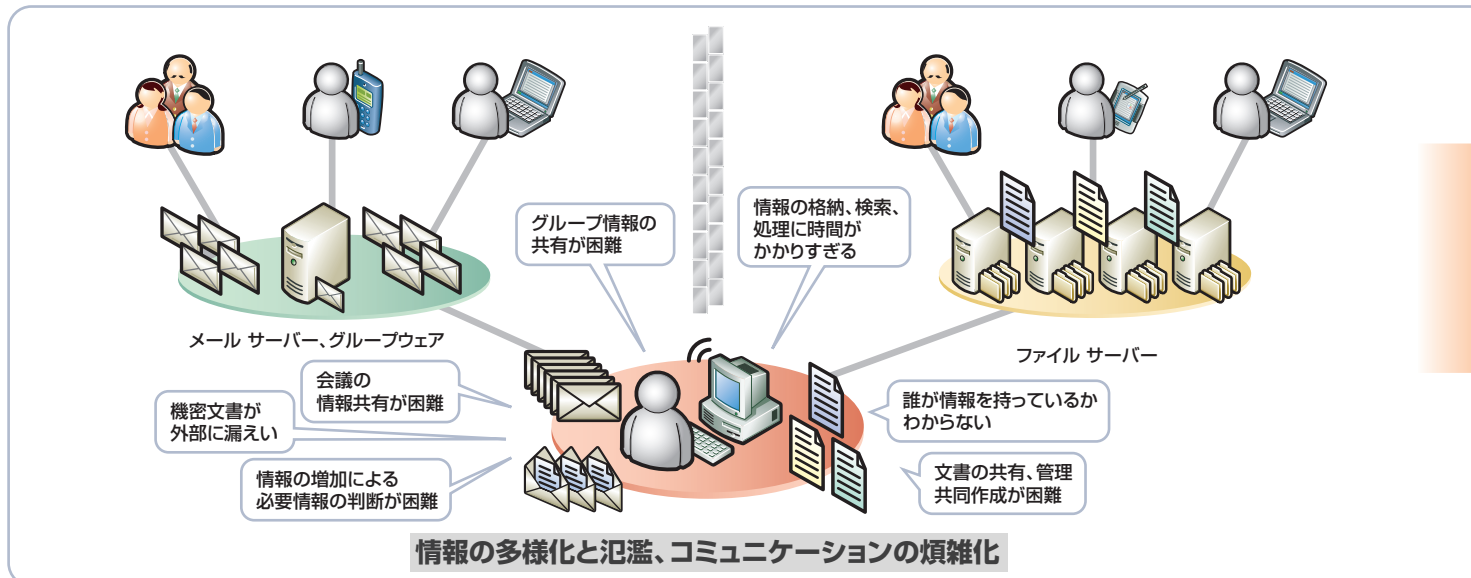 グループ情報の
共有が困難
情報の格納、検索、
処理に時間が
かかりすぎる
メール サーバー、グループウェア
ファイル サーバー
会議の
情報共有が困難
機密文書が
外部に漏えい
情報の増加による
必要情報の判断が困難
誰が情報を持っているか
わからない
文書の共有、管理
共同作成が困難
情報の多様化と氾濫、コミュニケーションの煩雑化